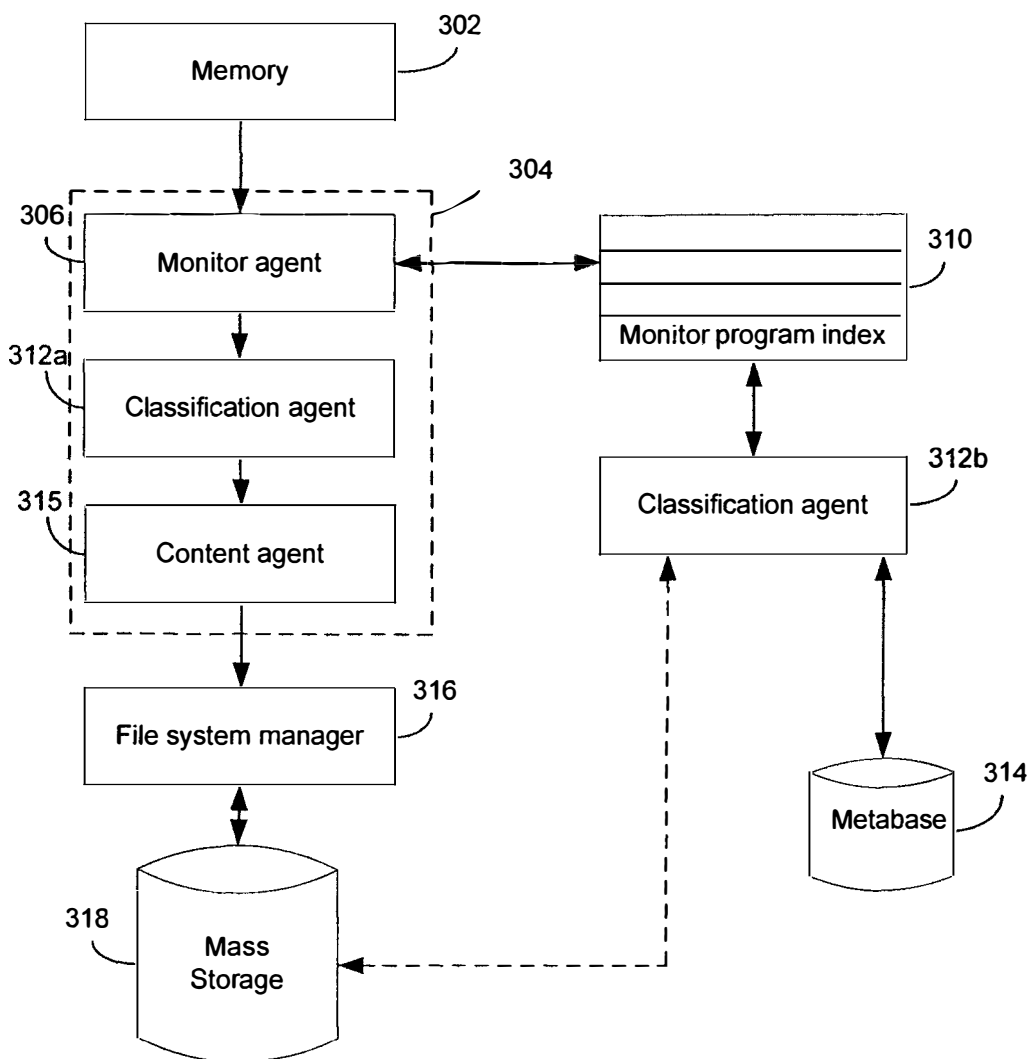 302
Memory
304
306
Monitor agent
310
Monitor program index
312a
Classification agent
312b
Classification agent
315
Content agent
316
File system manager
314
Metabase
318
Mass
Storage